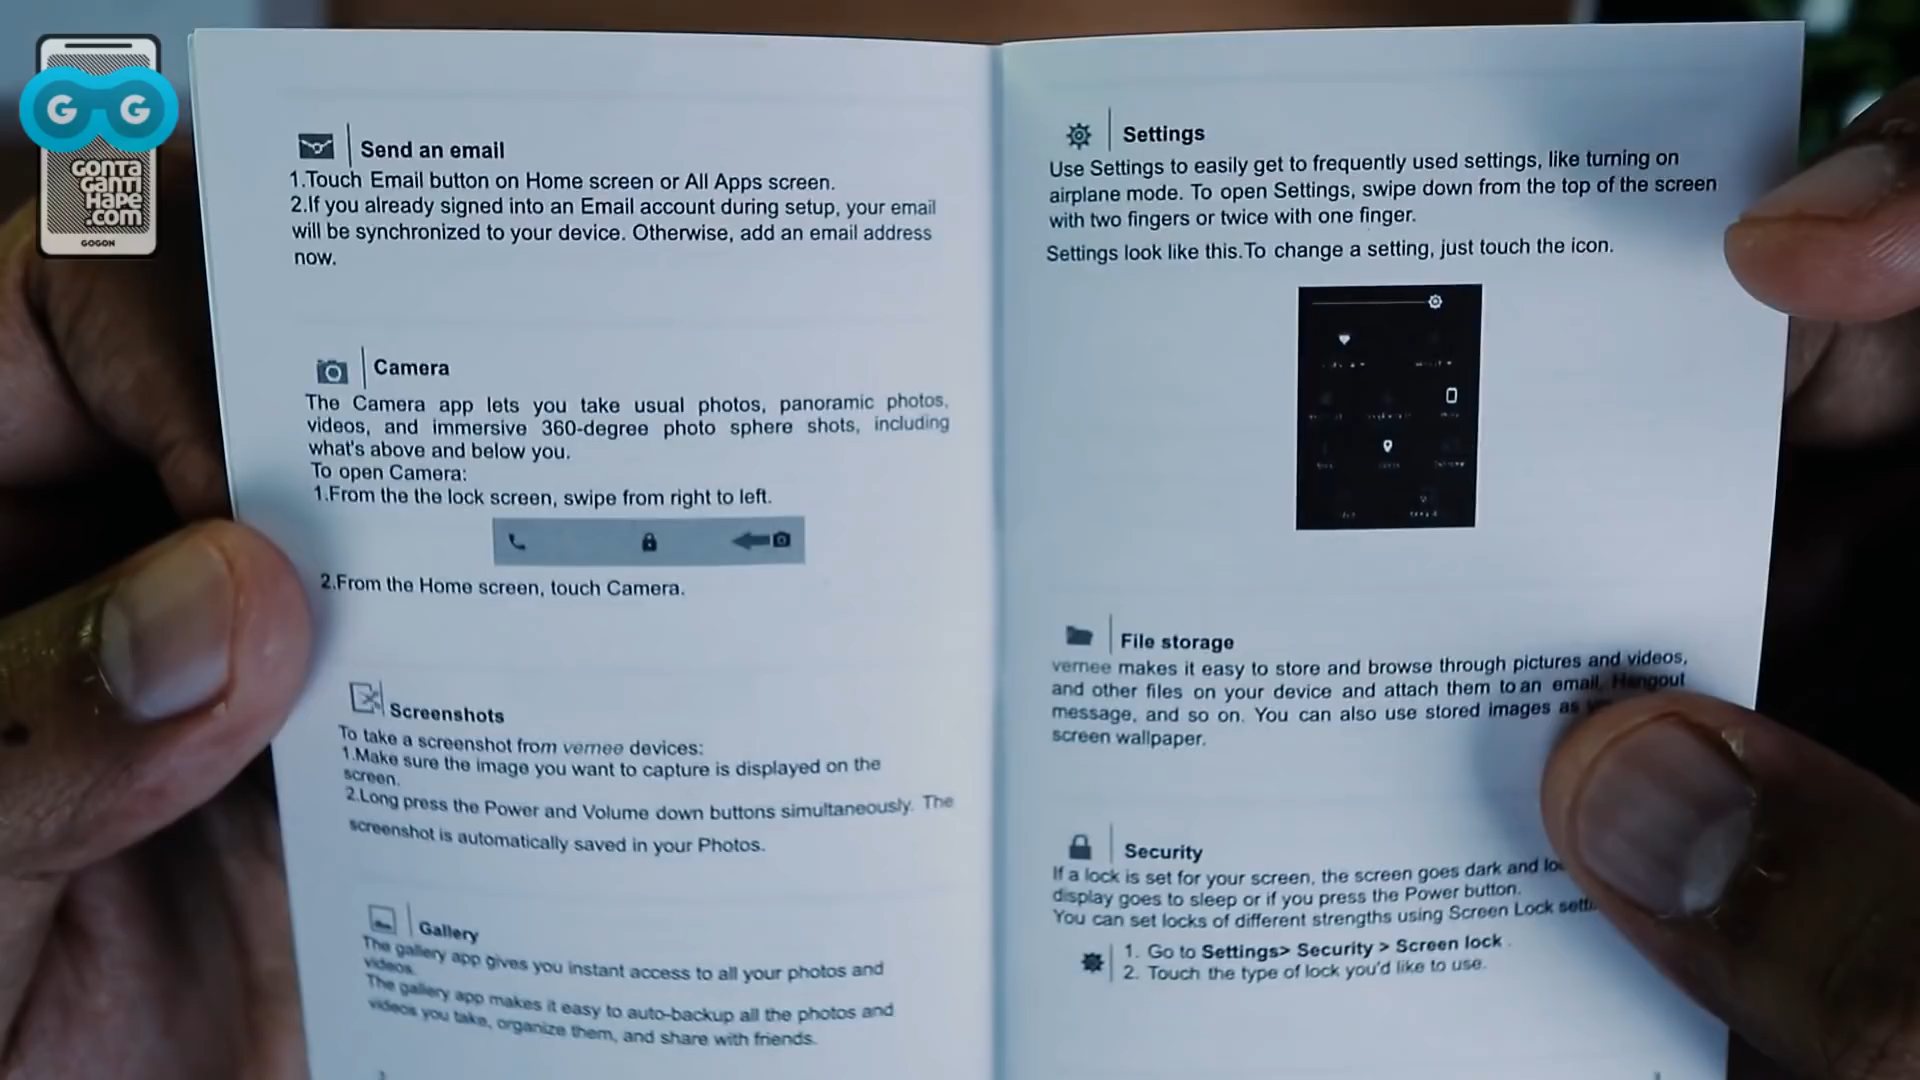 G G
GONTA
GANTI
HAPE
.COM
GOGON
Send an email
1.Touch Email button on Home screen or All Apps screen.
2.If you already signed into an Email account during setup, your email
will be synchronized to your device. Otherwise, add an email address
now.
Camera
The Camera app lets you take usual photos, panoramic photos,
videos, and immersive 360-degree photo sphere shots, including
what's above and below you.
To open Camera:
1.From the the lock screen, swipe from right to left.
2.From the Home screen, touch Camera.
Screenshots
To take a screenshot from vernee devices:
1.Make sure the image you want to capture is displayed on the
screen.
2.Long press the Power and Volume down buttons simultaneously. The
screenshot is automatically saved in your Photos.
Gallery
The gallery app gives you instant access to all your photos and
videos.
The gallery app makes it easy to auto-backup all the photos and
videos you take, organize them, and share with friends.
Settings
Use Settings to easily get to frequently used settings, like turning on
airplane mode. To open Settings, swipe down from the top of the screen
with two fingers or twice with one finger.
Settings look like this.To change a setting, just touch the icon.
File storage
vernee makes it easy to store and browse through pictures and videos,
and other files on your device and attach them to an email, Hangout
message, and so on. You can also use stored images as
screen wallpaper.
Security
If a lock is set for your screen, the screen goes dark and
display goes to sleep or if you press the Power button.
You can set locks of different strengths using Screen Lock
1. Go to Settings> Security > Screen lock .
2. Touch the type of lock you'd like to use.